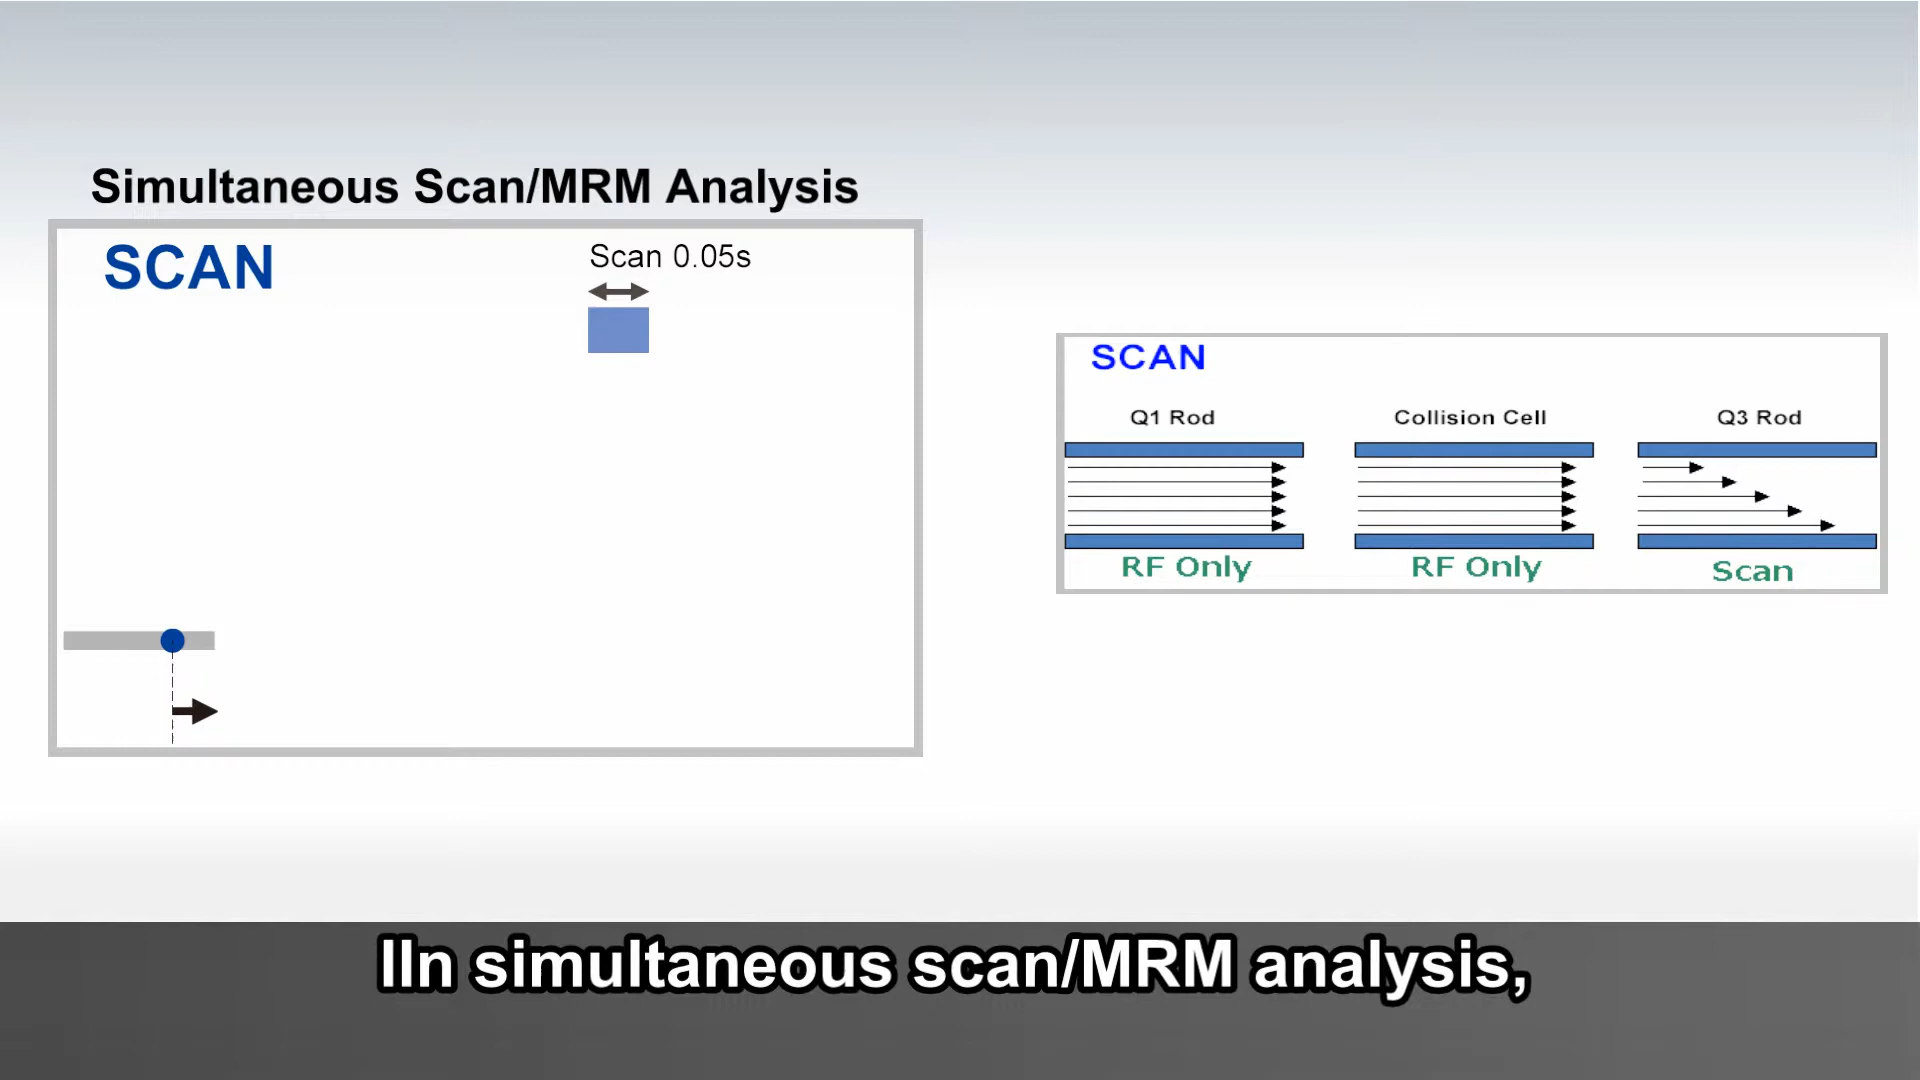 Simultaneous Scan/MRM Analysis
SCAN
Scan 0.05s
SCAN
Q1 Rod
Collision Cell
Q3 Rod
RF Only
RF Only
Scan
IIn simultaneous scan/MRM analysis,